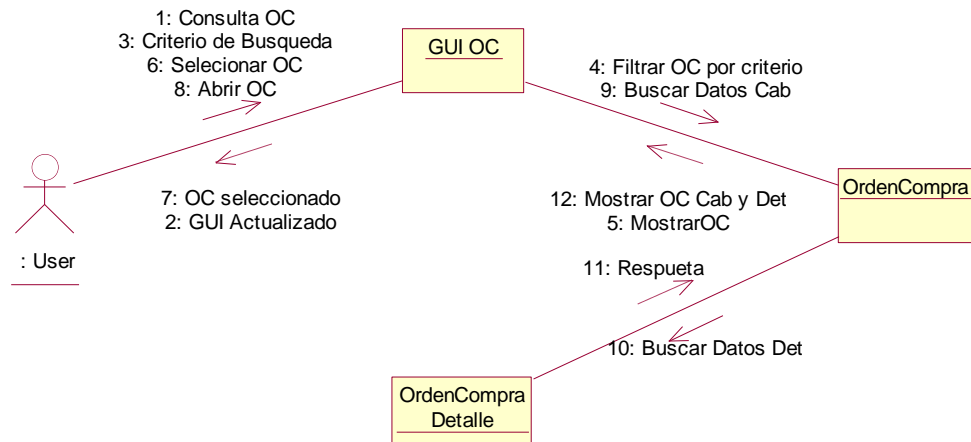 1: Consulta OC
3: Criterio de Busqueda
6: Selecionar OC
8: Abrir OC
GUI OC
4: Filtrar OC por criterio
9: Buscar Datos Cab
7: OC seleccionado
2: GUI Actualizado
12: Mostrar OC Cab y Det
5: MostrarOC
OrdenCompra
: User
11: Respueta
10: Buscar Datos Det
OrdenCompra
Detalle